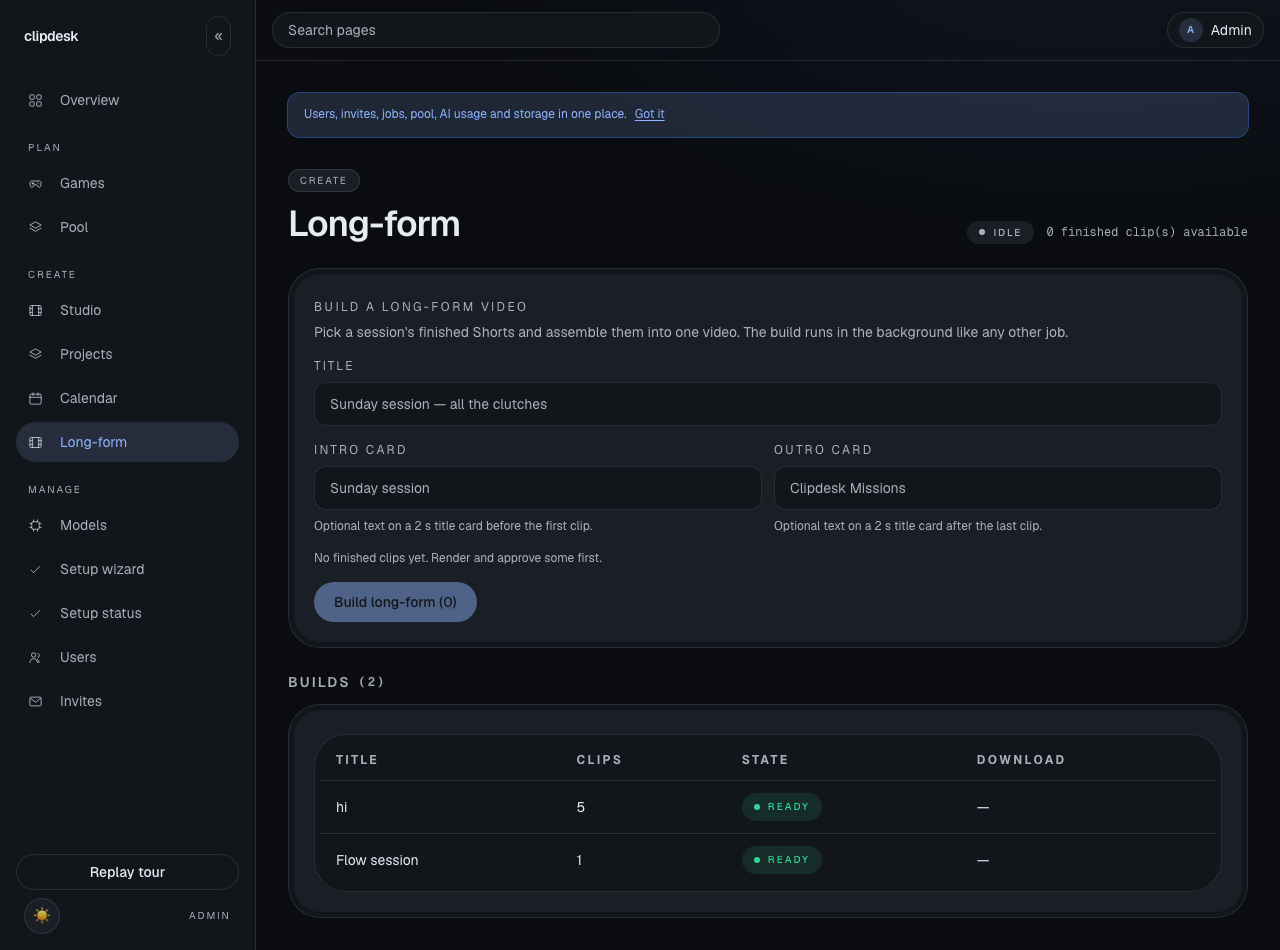 clipdesk
«
Search pages
A
Admin
Overview
PLAN
Games
Pool
CREATE
Studio
Projects
Calendar
Long-form
MANAGE
Models
Setup wizard
Setup status
Users
Invites
Replay tour
ADMIN
Users, invites, jobs, pool, AI usage and storage in one place. Got it
CREATE
Long-form
IDLE
0 finished clip(s) available
BUILD A LONG-FORM VIDEO
Pick a session's finished Shorts and assemble them into one video. The build runs in the background like any other job.
TITLE
Sunday session — all the clutches
INTRO CARD
Sunday session
Optional text on a 2 s title card before the first clip.
OUTRO CARD
Clipdesk Missions
Optional text on a 2 s title card after the last clip.
No finished clips yet. Render and approve some first.
Build long-form (0)
BUILDS (2)
TITLE CLIPS STATE DOWNLOAD
hi 5 READY —
Flow session 1 READY —